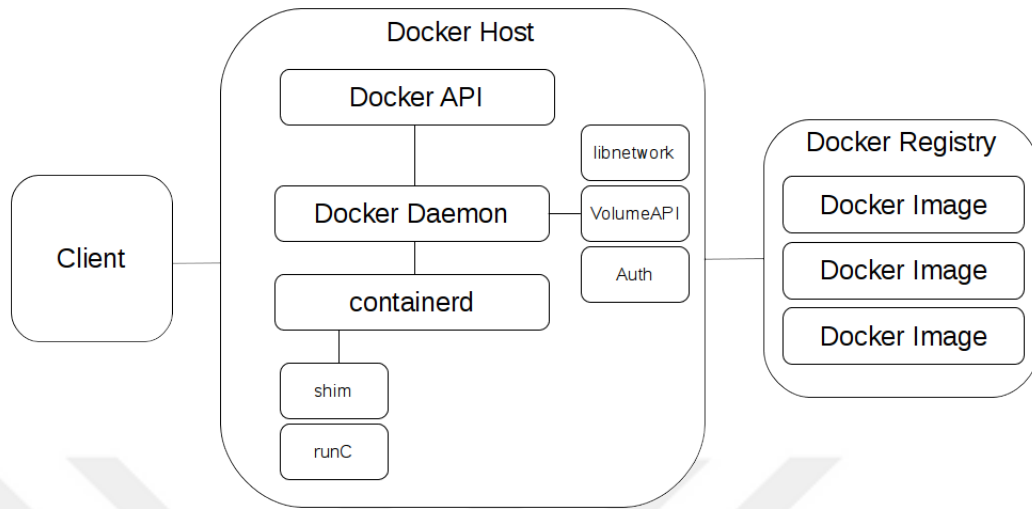 Docker Host
Docker API
libnetwork
Docker Daemon
VolumeAPI
Auth
containerd
shim
runC
Client
Docker Registry
Docker Image
Docker Image
Docker Image